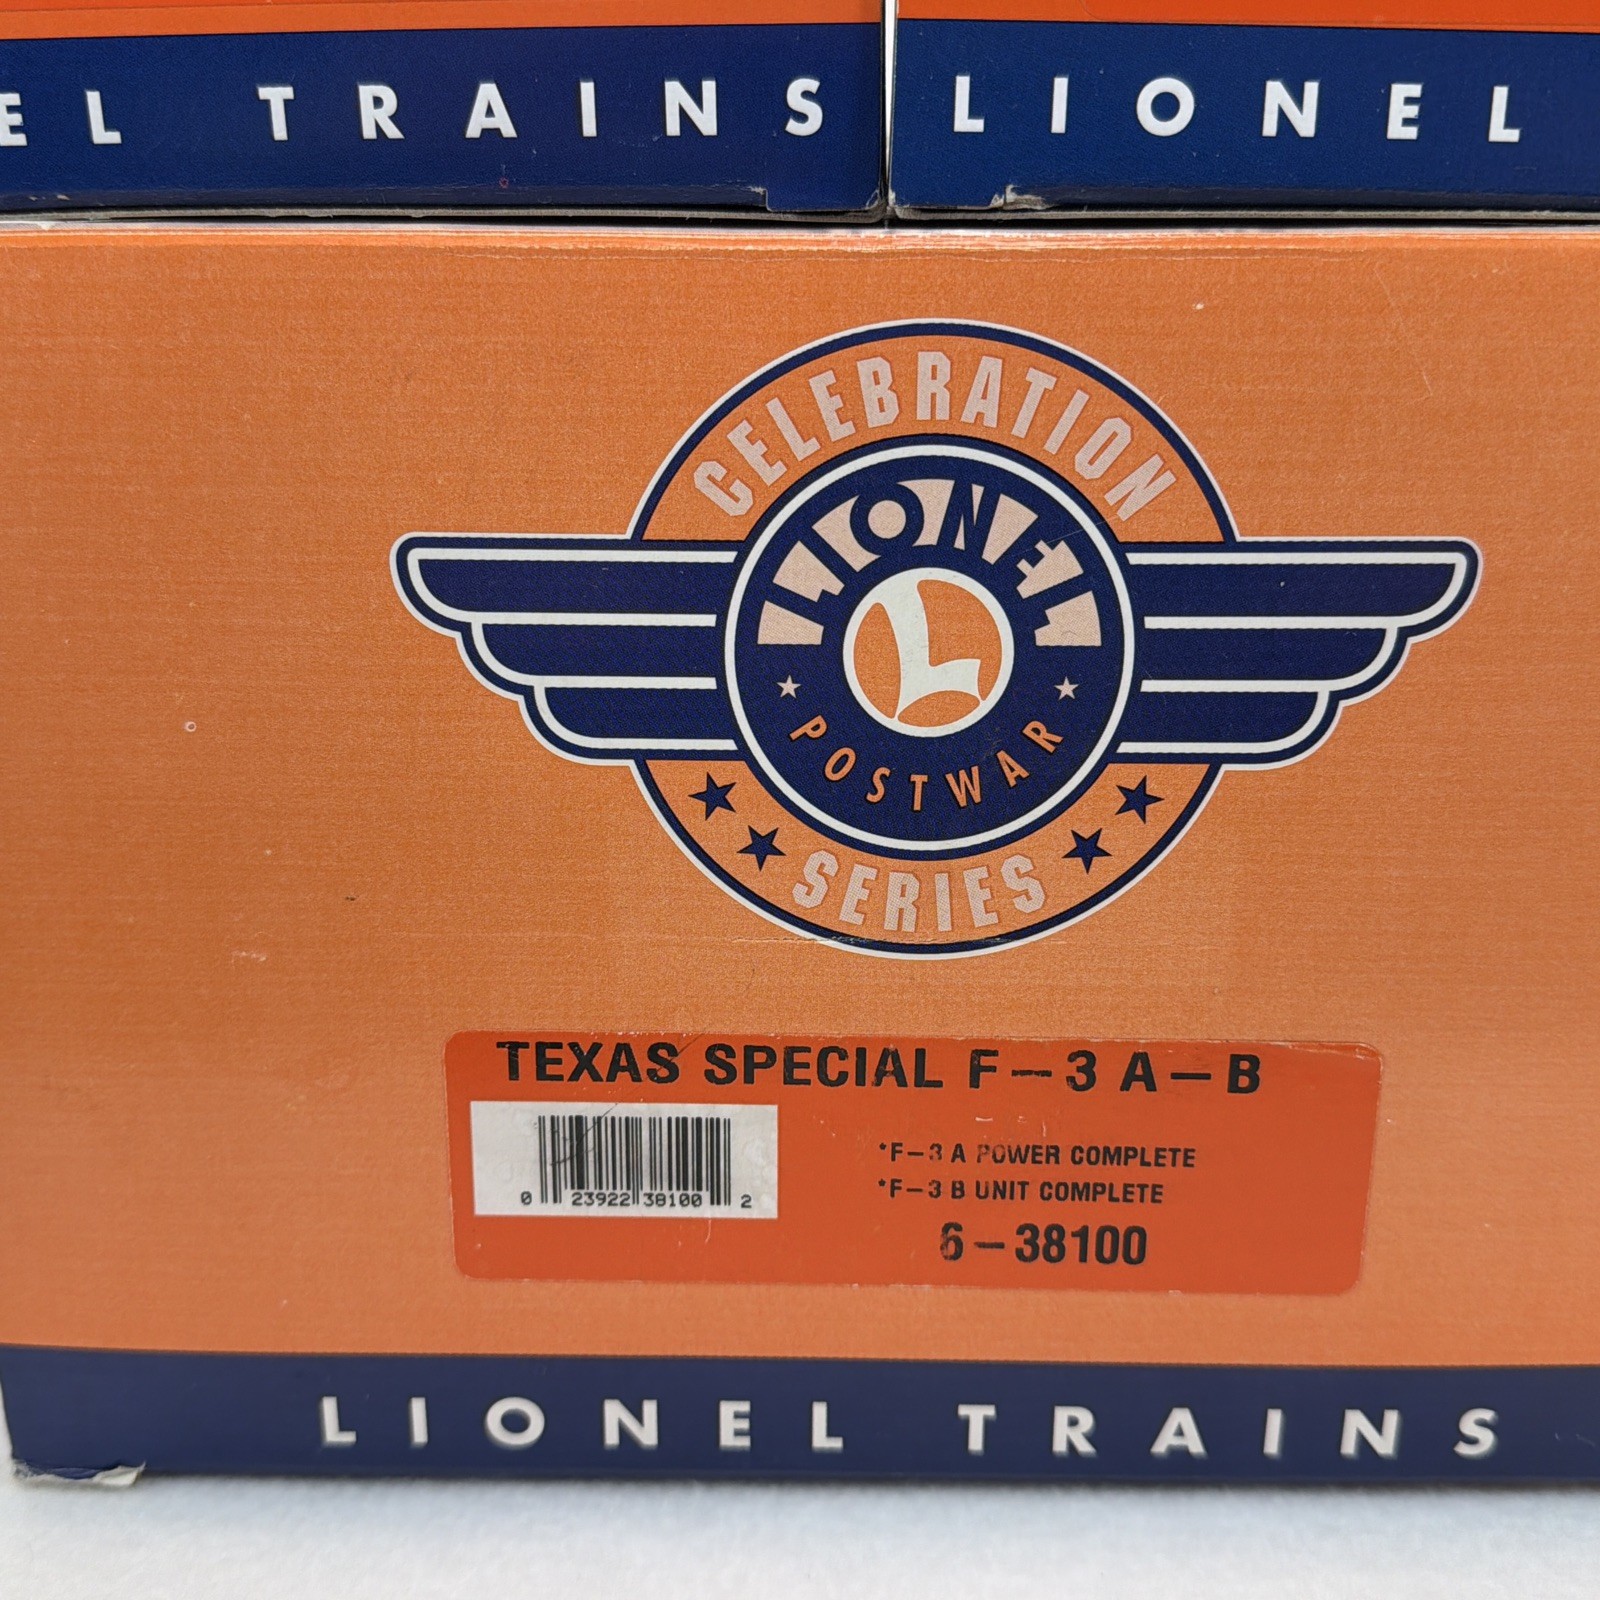 EL TRAINS
LIONEL
CELEBRATION
LIONEL
L
★ POSTWAR ★
SERIES
TEXAS SPECIAL F-3 A-B
*F-3 A POWER COMPLETE
*F-3 B UNIT COMPLETE
0 23922 38100 2
6-38100
LIONEL TRAINS